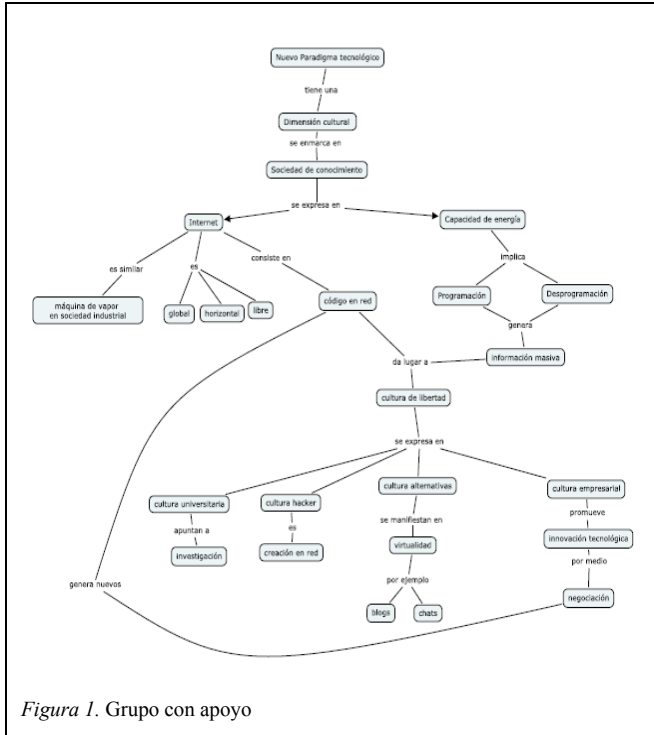 Nuevo Paradigma tecnológico
tiene una
Dimensión cultural
se enmarca en
Sociedad de conocimiento
se expresa en
Internet
Capacidad de energía
es similar
es
consiste en
implica
máquina de vapor
en sociedad industrial
global
horizontal
libre
código en red
Programación
Desprogramación
genera
da lugar a
información masiva
cultura de libertad
se expresa en
cultura universitaria
cultura hacker
cultura alternativas
cultura empresarial
apuntan a
es
se manifiestan en
promueve
investigación
creación en red
virtualidad
innovación tecnológica
por ejemplo
por medio
genera nuevos
blogs
chats
negociación
Figura 1. Grupo con apoyo